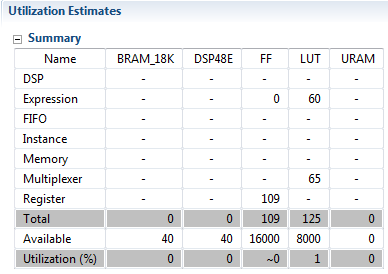 Utilization Estimates
Summary
Name BRAM_18K DSP48E FF LUT URAM
DSP - - - - -
Expression - - 0 60 -
FIFO - - - - -
Instance - - - - -
Memory - - - - -
Multiplexer - - - 65 -
Register - - 109 - -
Total 0 0 109 125 0
Available 40 40 16000 8000 0
Utilization (%) 0 0 ~0 1 0